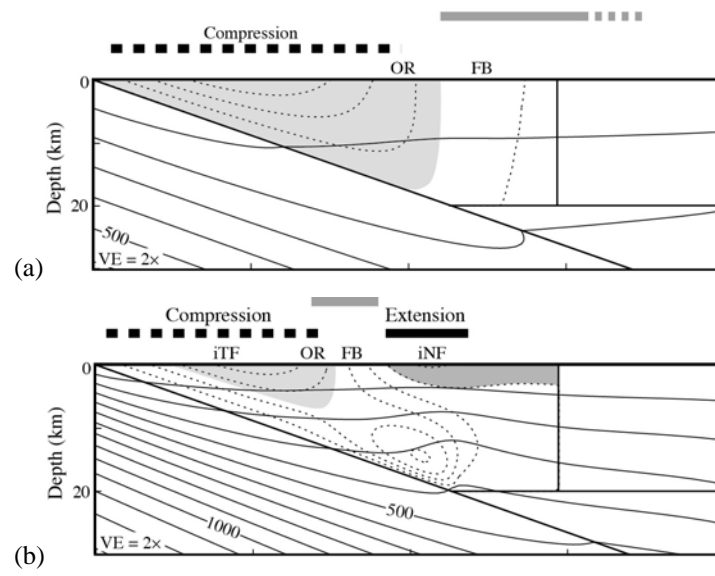 Compression
OR FB
0
Depth (km)
20
500
VE = 2×
(a)
Compression Extension
iTF OR FB iNF
0
Depth (km)
20
500
1000
VE = 2×
(b)